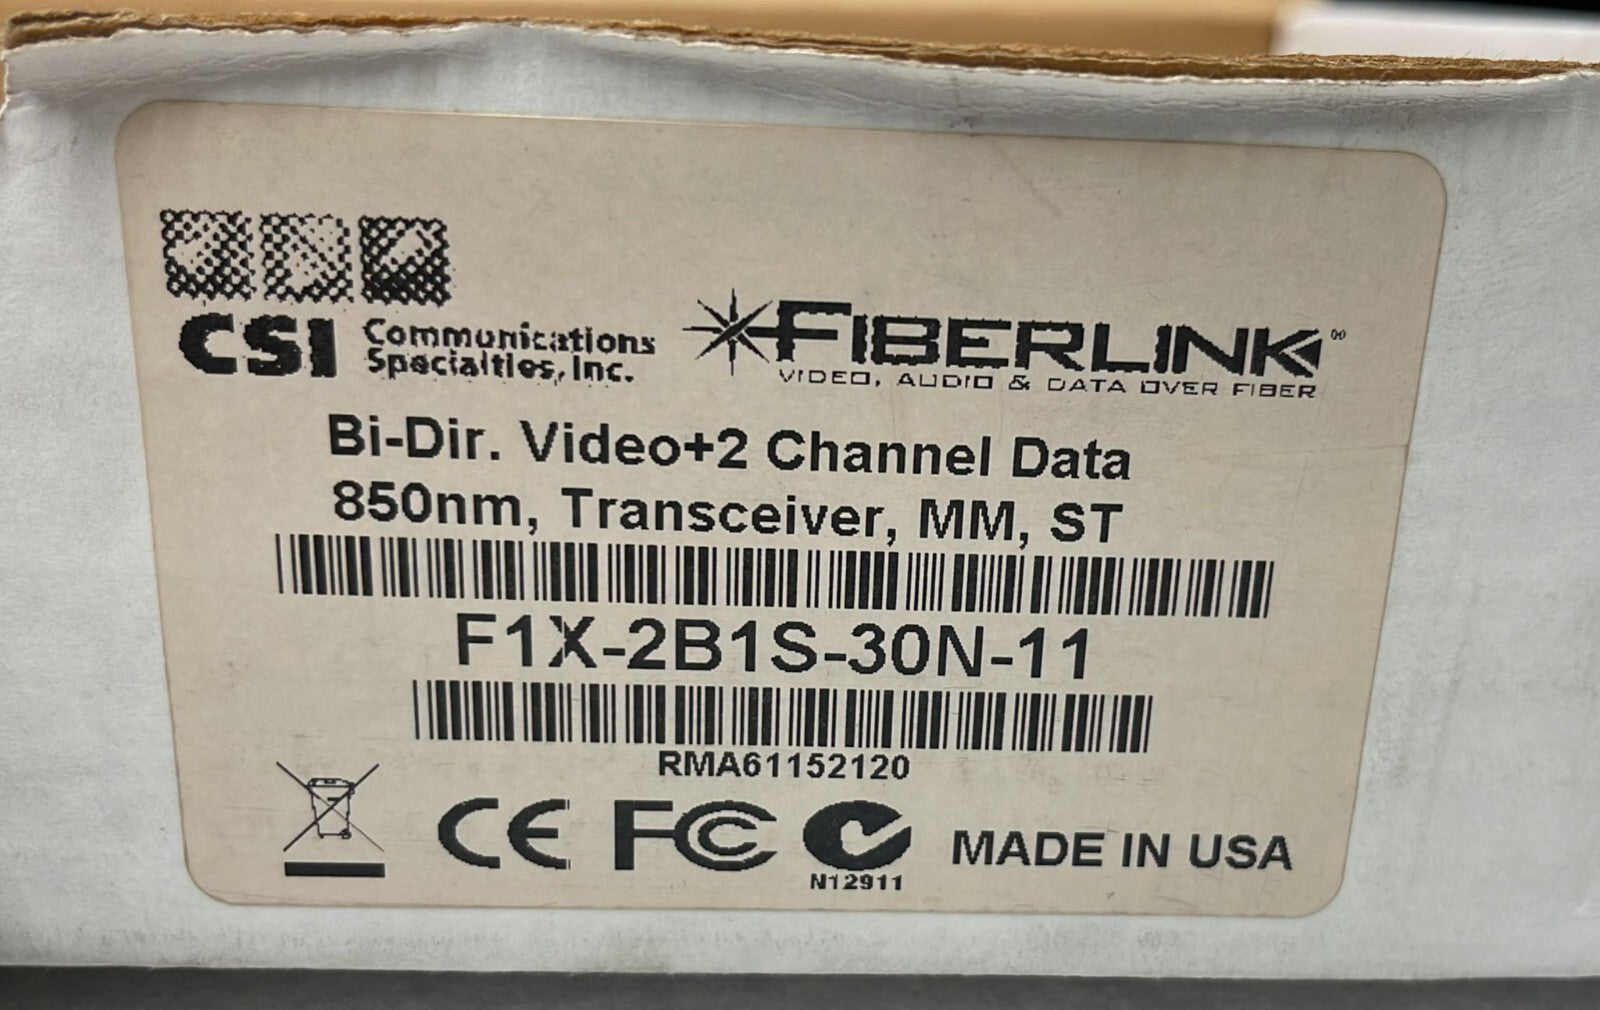 CSI Communications
Specialties, Inc.
FIBERLINK®
VIDEO, AUDIO & DATA OVER FIBER
Bi-Dir. Video+2 Channel Data
850nm, Transceiver, MM, ST
F1X-2B1S-30N-11
RMA61152120
CE FC N12911 MADE IN USA